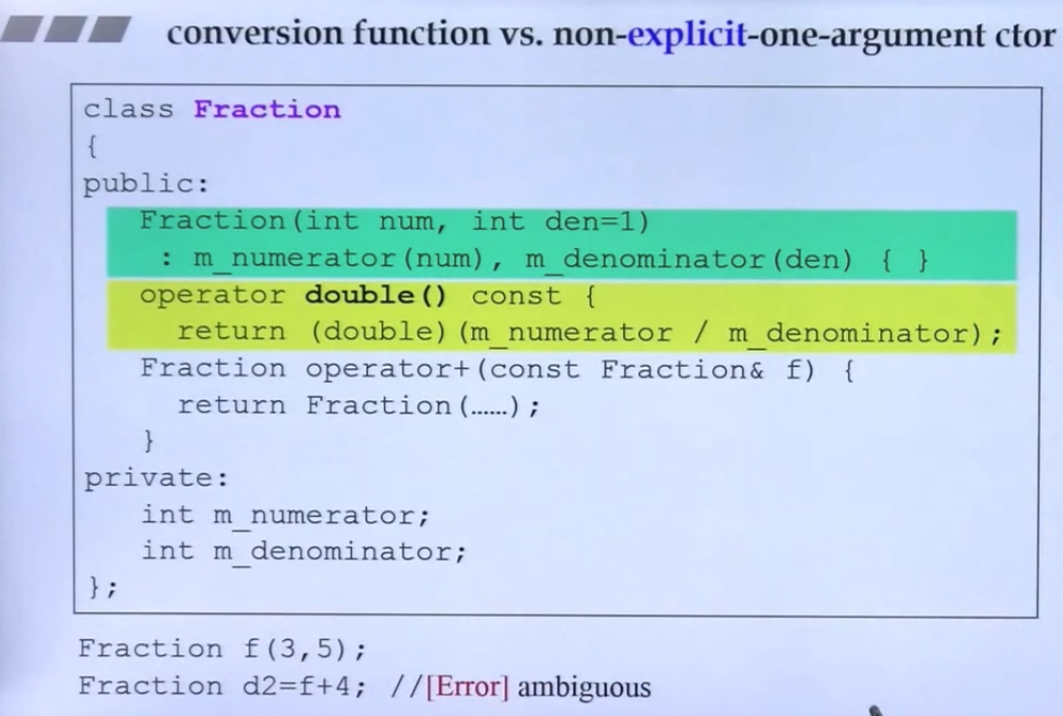 conversion function vs. non-explicit-one-argument ctor
class Fraction
{
public:
Fraction(int num, int den=1)
: m_numerator(num), m_denominator(den) { }
operator double() const {
return (double)(m_numerator / m_denominator);
Fraction operator+(const Fraction& f) {
return Fraction(......);
}
private:
int m_numerator;
int m_denominator;
};
Fraction f(3,5);
Fraction d2=f+4; //[Error] ambiguous